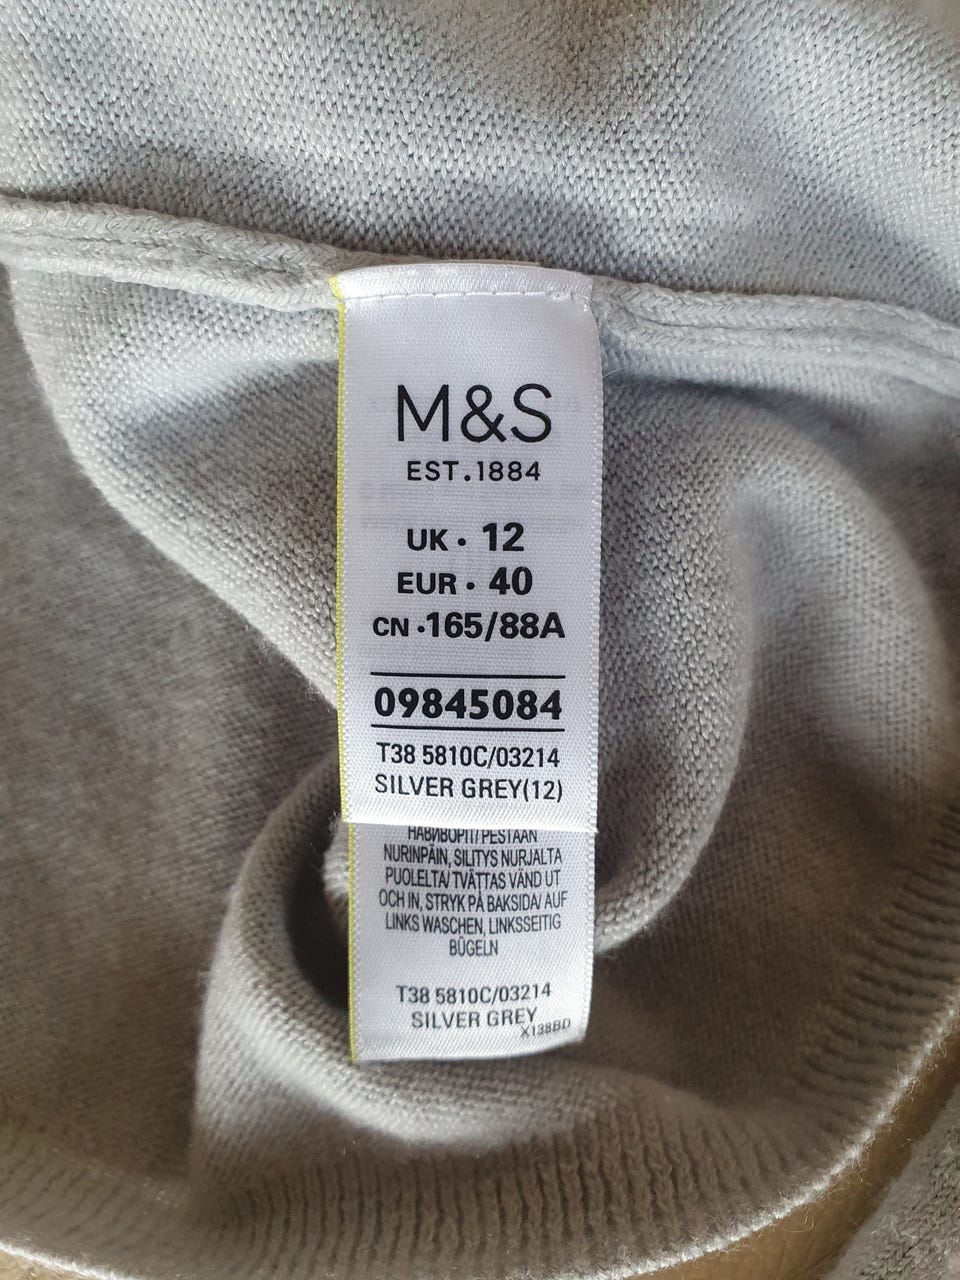 M&S
EST.1884
UK · 12
EUR · 40
CN ·165/88A
09845084
T38 5810C/03214
SILVER GREY(12)
НАВИВОРІТ/ PESTÄÄN
NURINPÄIN, SILITYS NURJALTA
PUOLELTA/ TVÄTTAS VÄND UT
OCH IN, STRYK PÅ BAKSIDA/ AUF
LINKS WASCHEN, LINKSSEITIG
BÜGELN
T38 5810C/03214
SILVER GREY
X138BD